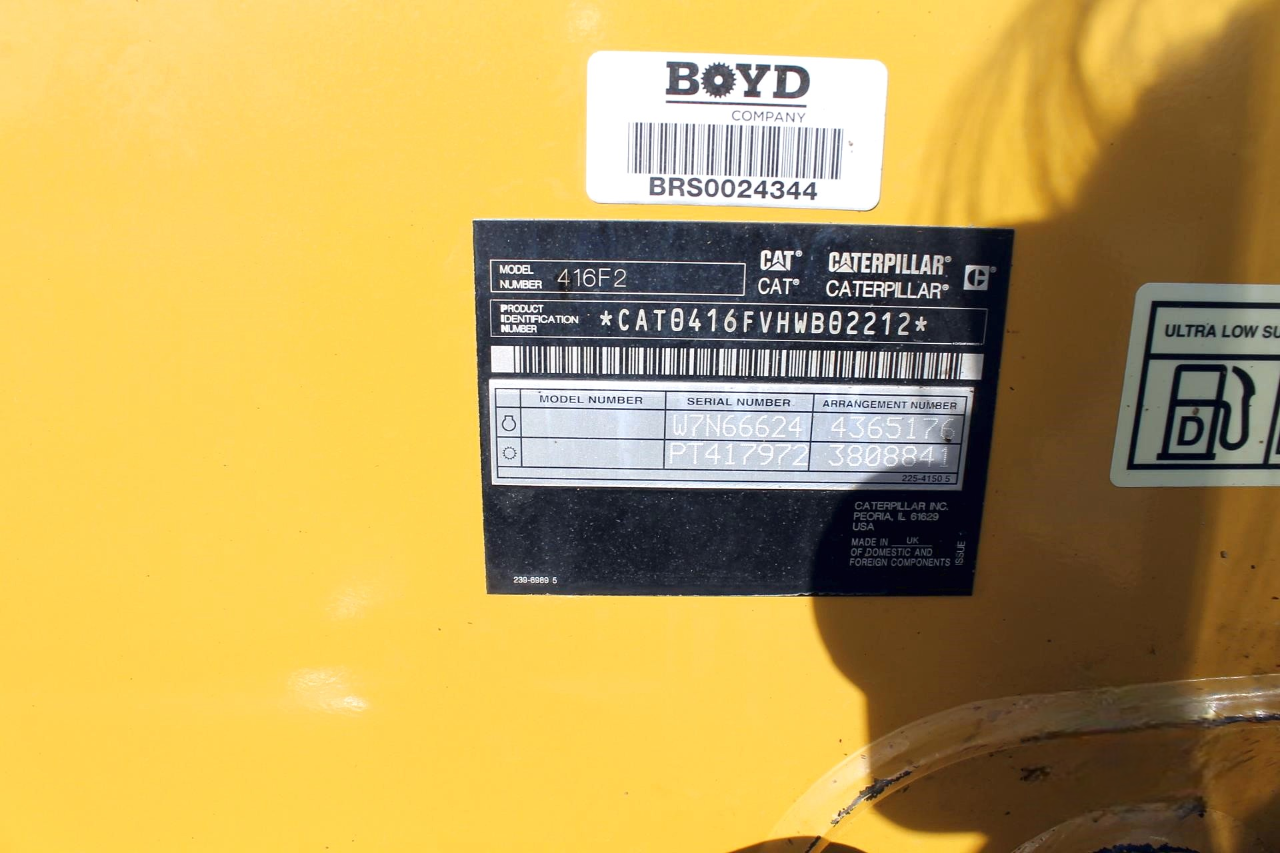 BOYD
COMPANY
BRS0024344
MODEL NUMBER 416F2
CAT® CATERPILLAR®
CAT® CATERPILLAR®
PRODUCT IDENTIFICATION NUMBER *CAT0416FVHWB02212*
MODEL NUMBER SERIAL NUMBER ARRANGEMENT NUMBER
W7N66624 4365176
PT417972 3808841
225-4150 5
CATERPILLAR INC.
PEORIA, IL 61629
USA
MADE IN UK
OF DOMESTIC AND
FOREIGN COMPONENTS
ISSUE
239-6989 5
ULTRA LOW SU
D